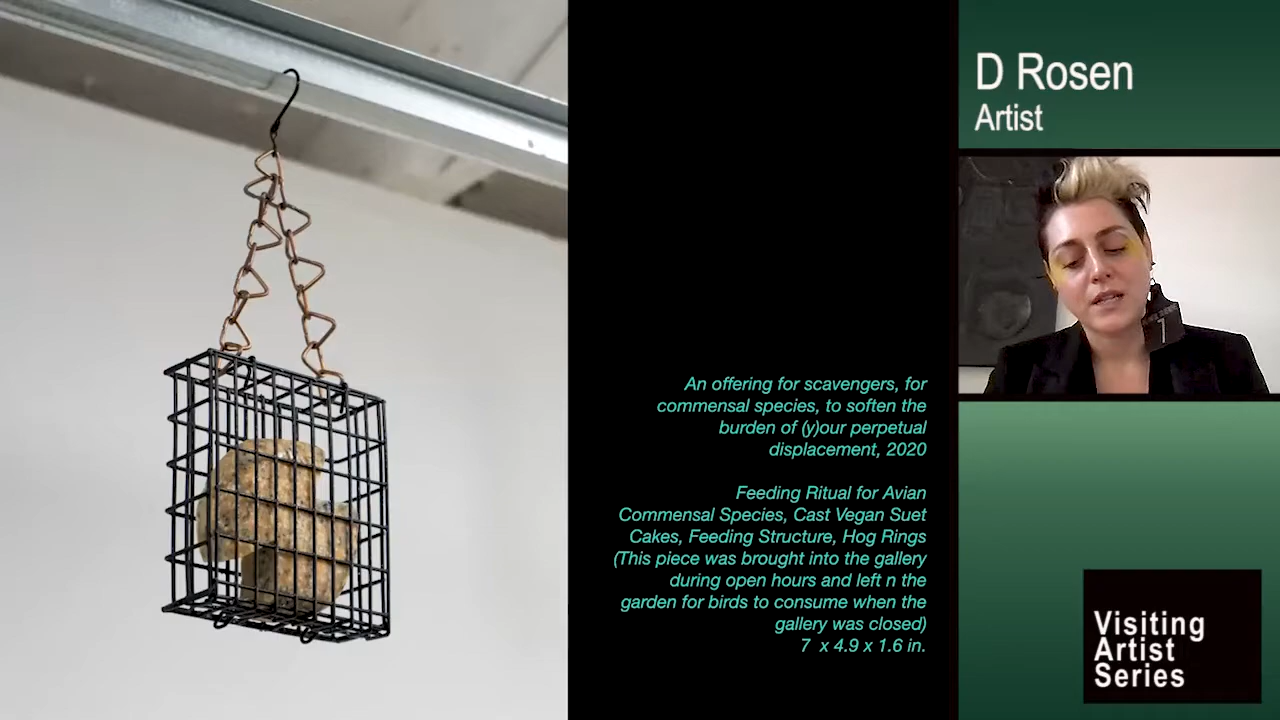 An offering for scavengers, for
commensal species, to soften the
burden of (y)our perpetual
displacement, 2020
Feeding Ritual for Avian
Commensal Species, Cast Vegan Suet
Cakes, Feeding Structure, Hog Rings
(This piece was brought into the gallery
during open hours and left n the
garden for birds to consume when the
gallery was closed)
7 x 4.9 x 1.6 in.
D Rosen
Artist
7
Visiting
Artist
Series